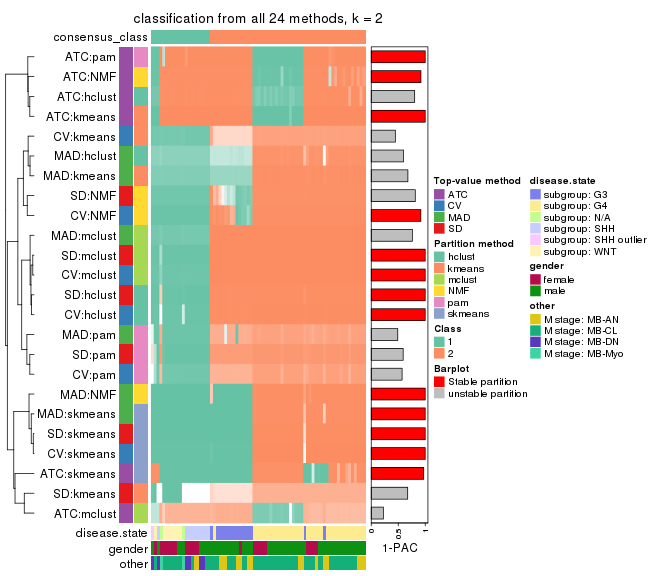 classification from all 24 methods, k = 2
consensus_class
ATC:pam
ATC:NMF
ATC:hclust
ATC:kmeans
CV:kmeans
MAD:hclust
MAD:kmeans
SD:NMF
CV:NMF
MAD:mclust
SD:mclust
CV:mclust
SD:hclust
CV:hclust
MAD:pam
SD:pam
CV:pam
MAD:NMF
MAD:skmeans
SD:skmeans
CV:skmeans
ATC:skmeans
SD:kmeans
ATC:mclust
disease.state
gender
other
0
0.5
1
1-PAC
Top-value method
ATC
CV
MAD
SD
Partition method
hclust
kmeans
mclust
NMF
pam
skmeans
Class
1
2
Barplot
Stable partition
unstable partition
disease.state
subgroup: G3
subgroup: G4
subgroup: N/A
subgroup: SHH
subgroup: SHH outlier
subgroup: WNT
gender
female
male
other
M stage: MB-AN
M stage: MB-CL
M stage: MB-DN
M stage: MB-Myo